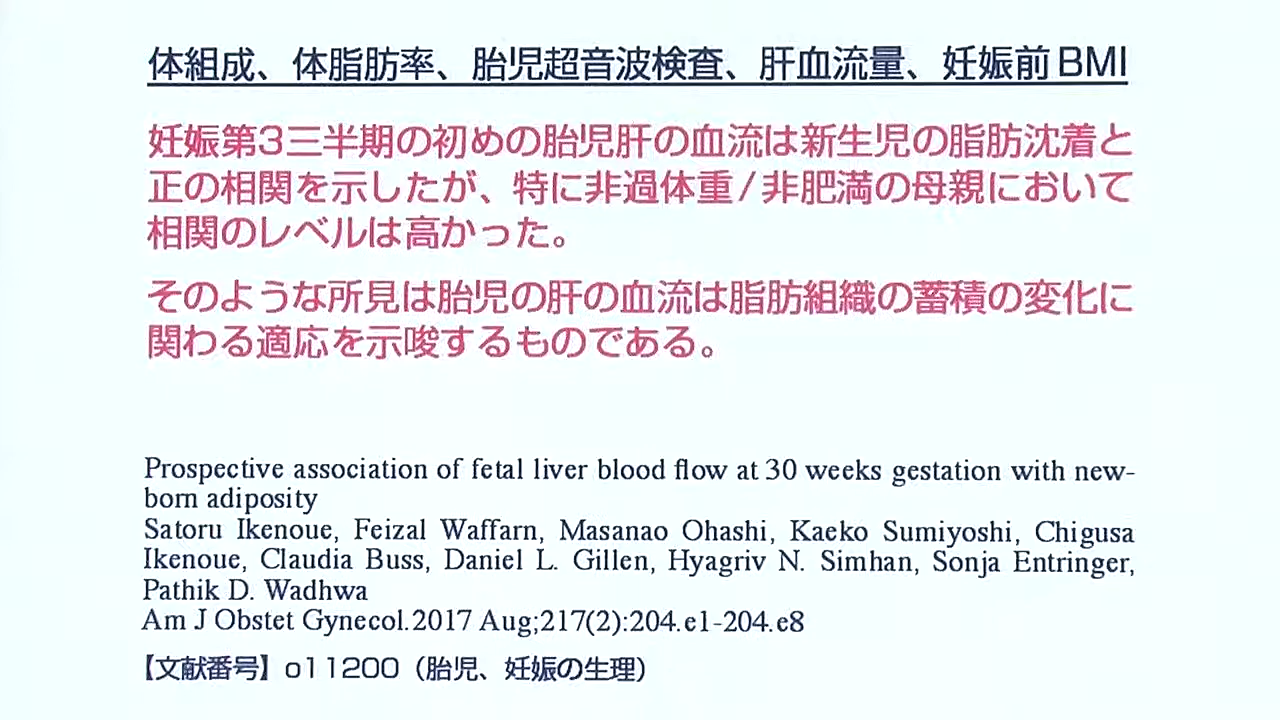 体組成、体脂肪率、胎児超音波検査、肝血流量、妊娠前BMI
妊娠第3三半期の初めの胎児肝の血流は新生児の脂肪沈着と
正の相関を示したが、特に非過体重/非肥満の母親において
相関のレベルは高かった。
そのような所見は胎児の肝の血流は脂肪組織の蓄積の変化に
関わる適応を示唆するものである。
Prospective association of fetal liver blood flow at 30 weeks gestation with new-
born adiposity
Satoru Ikenoue, Feizal Waffarn, Masanao Ohashi, Kaeko Sumiyoshi, Chigusa
Ikenoue, Claudia Buss, Daniel L. Gillen, Hyagriv N. Simhan, Sonja Entringer,
Pathik D. Wadhwa
Am J Obstet Gynecol.2017 Aug;217(2):204.e1-204.e8
【文献番号】o11200（胎児、妊娠の生理）